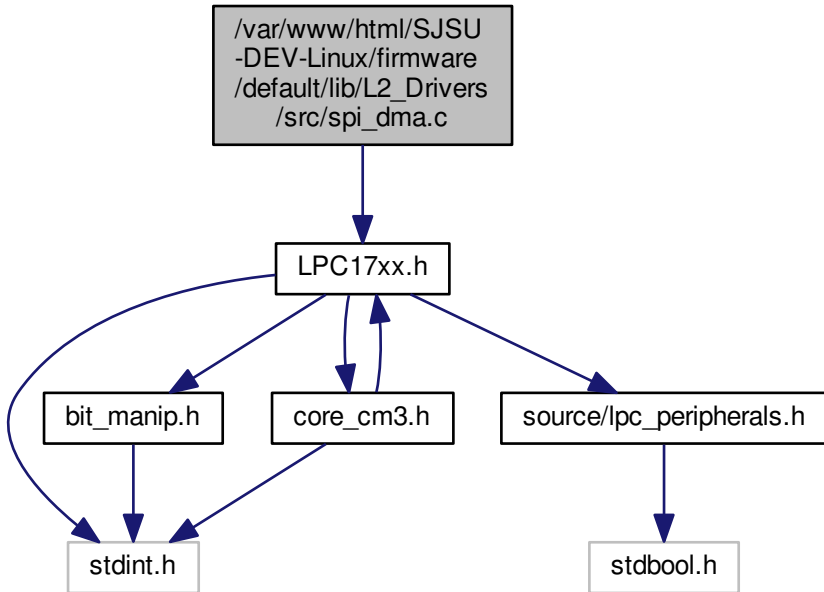 /var/www/html/SJSU
-DEV-Linux/firmware
/default/lib/L2_Drivers
/src/spi_dma.c
LPC17xx.h
bit_manip.h
core_cm3.h
source/lpc_peripherals.h
stdint.h
stdbool.h